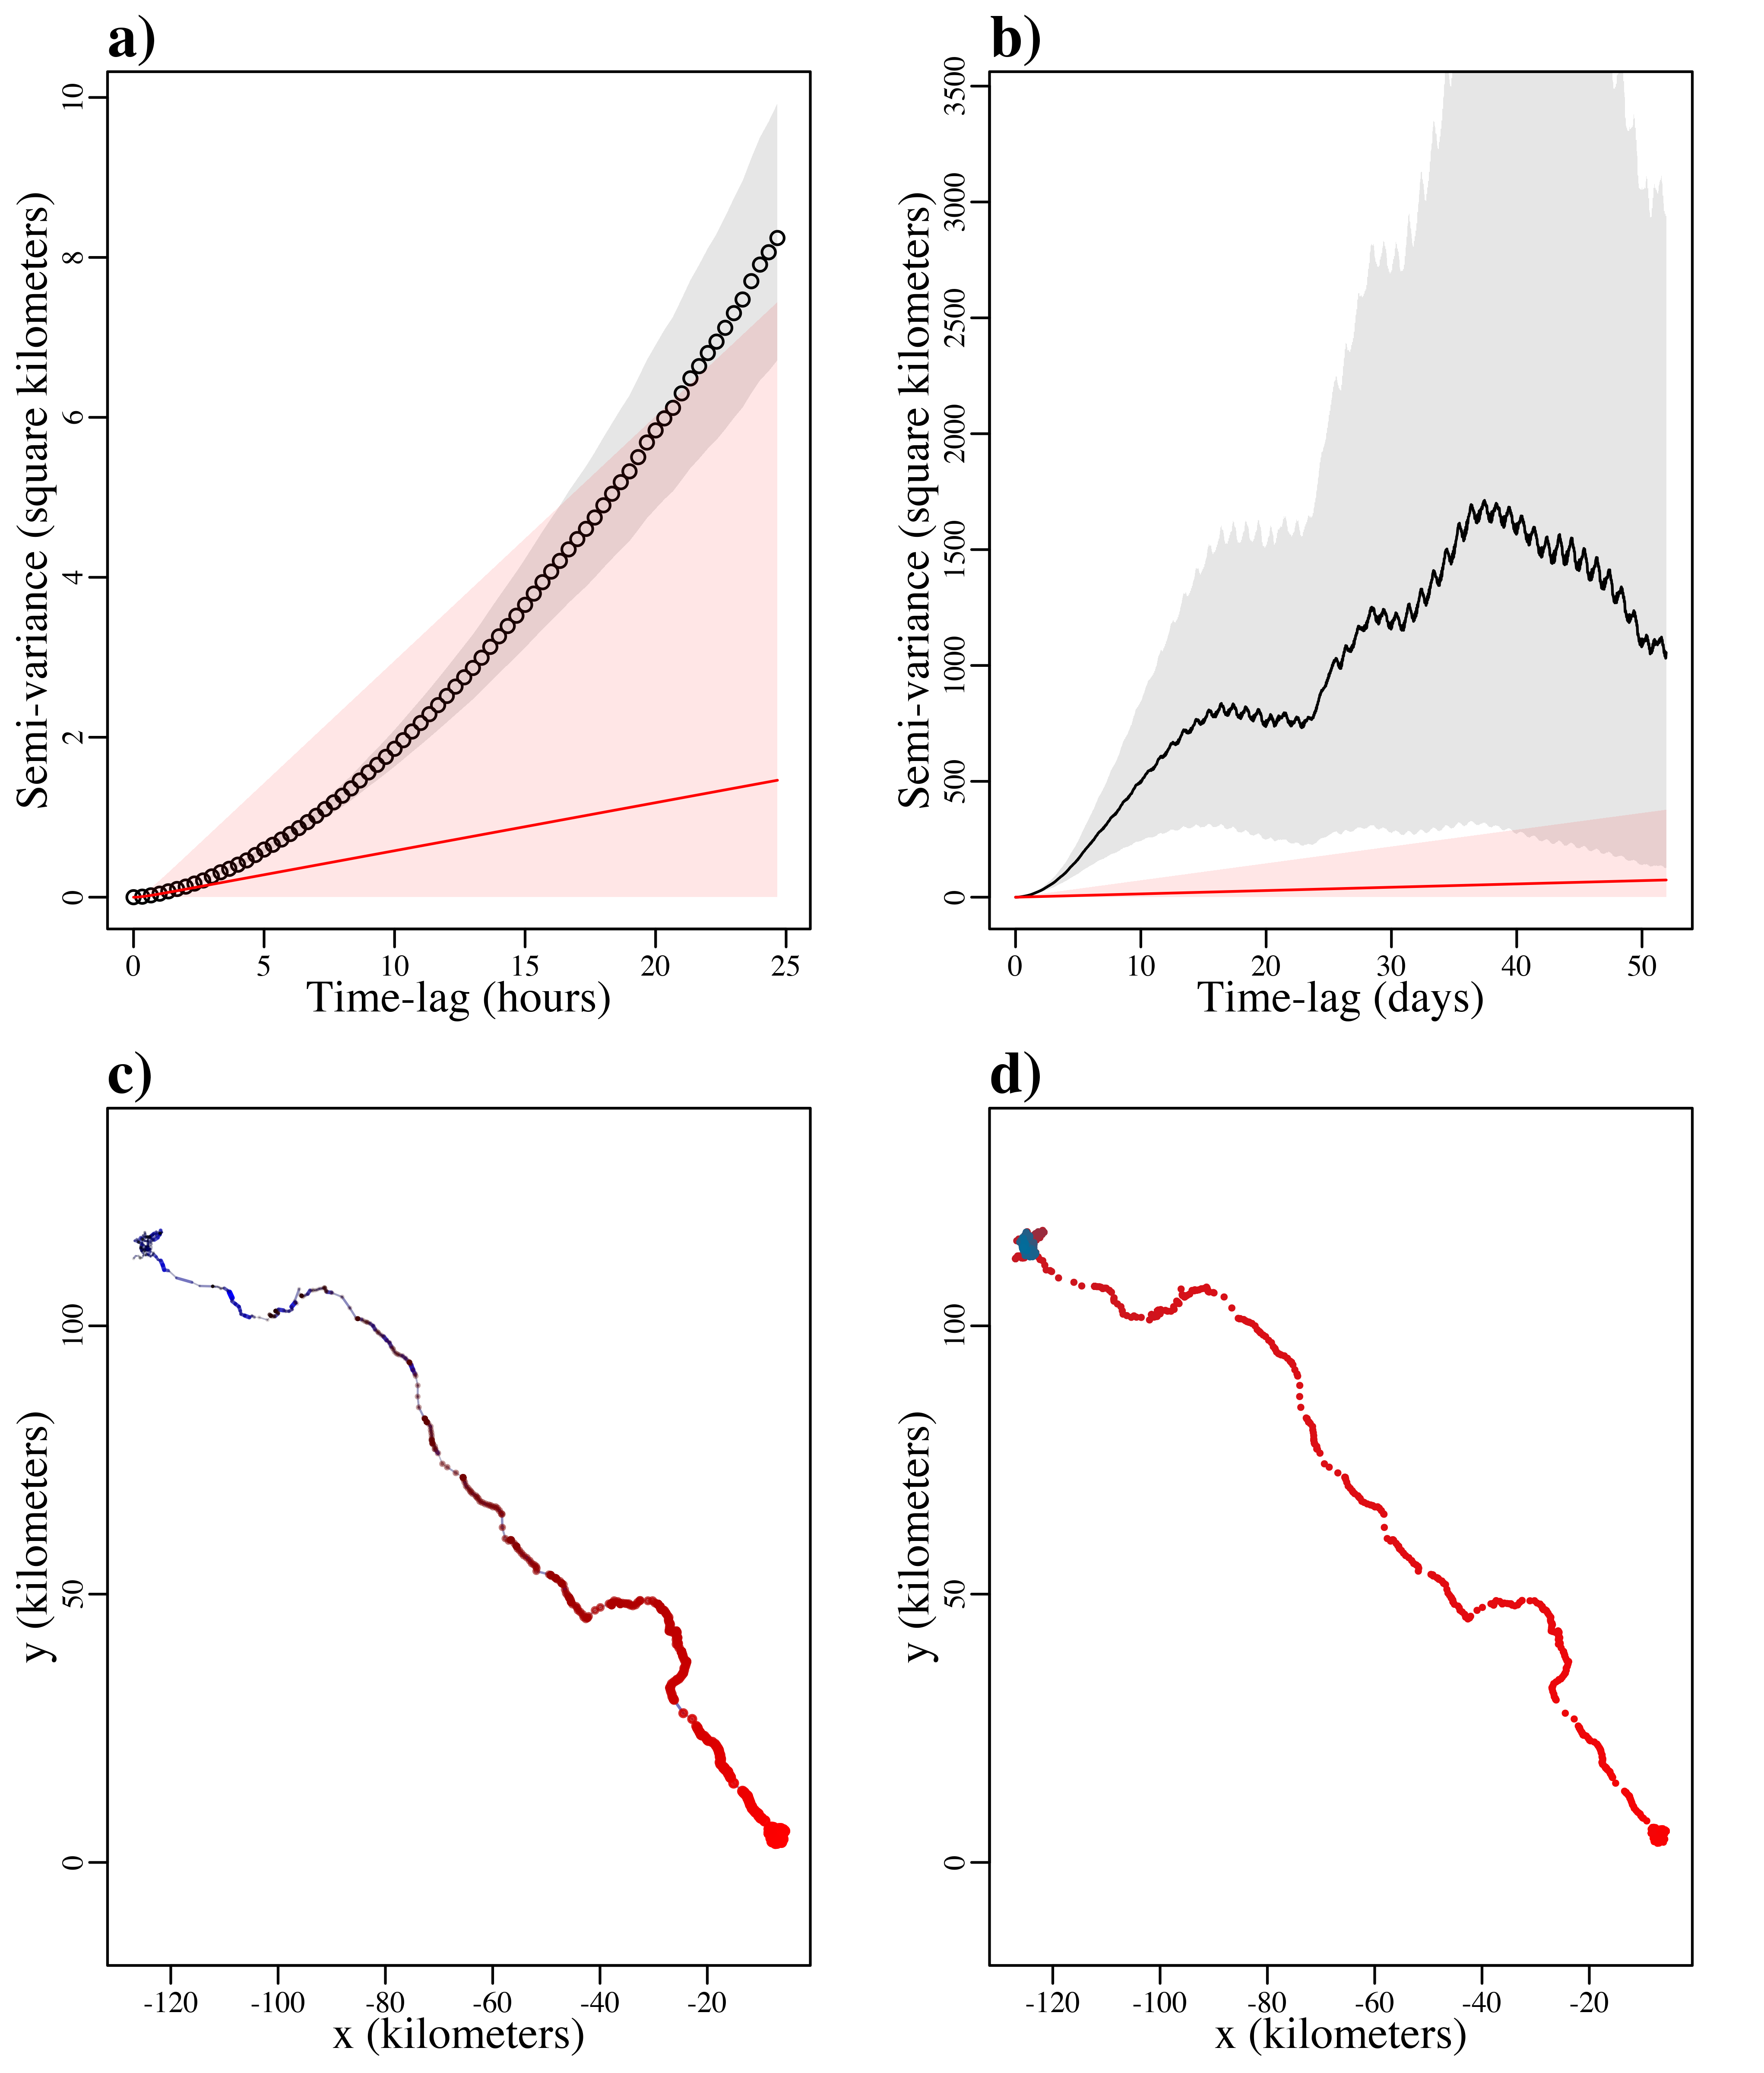 a)
Semi-variance (square kilometers)
10
8
6
4
2
0
0 5 10 15 20 25
Time-lag (hours)
b)
Semi-variance (square kilometers)
3500
3000
2500
2000
1500
1000
500
0
0 10 20 30 40 50
Time-lag (days)
c)
y (kilometers)
100
50
0
-120 -100 -80 -60 -40 -20
x (kilometers)
d)
y (kilometers)
100
50
0
-120 -100 -80 -60 -40 -20
x (kilometers)